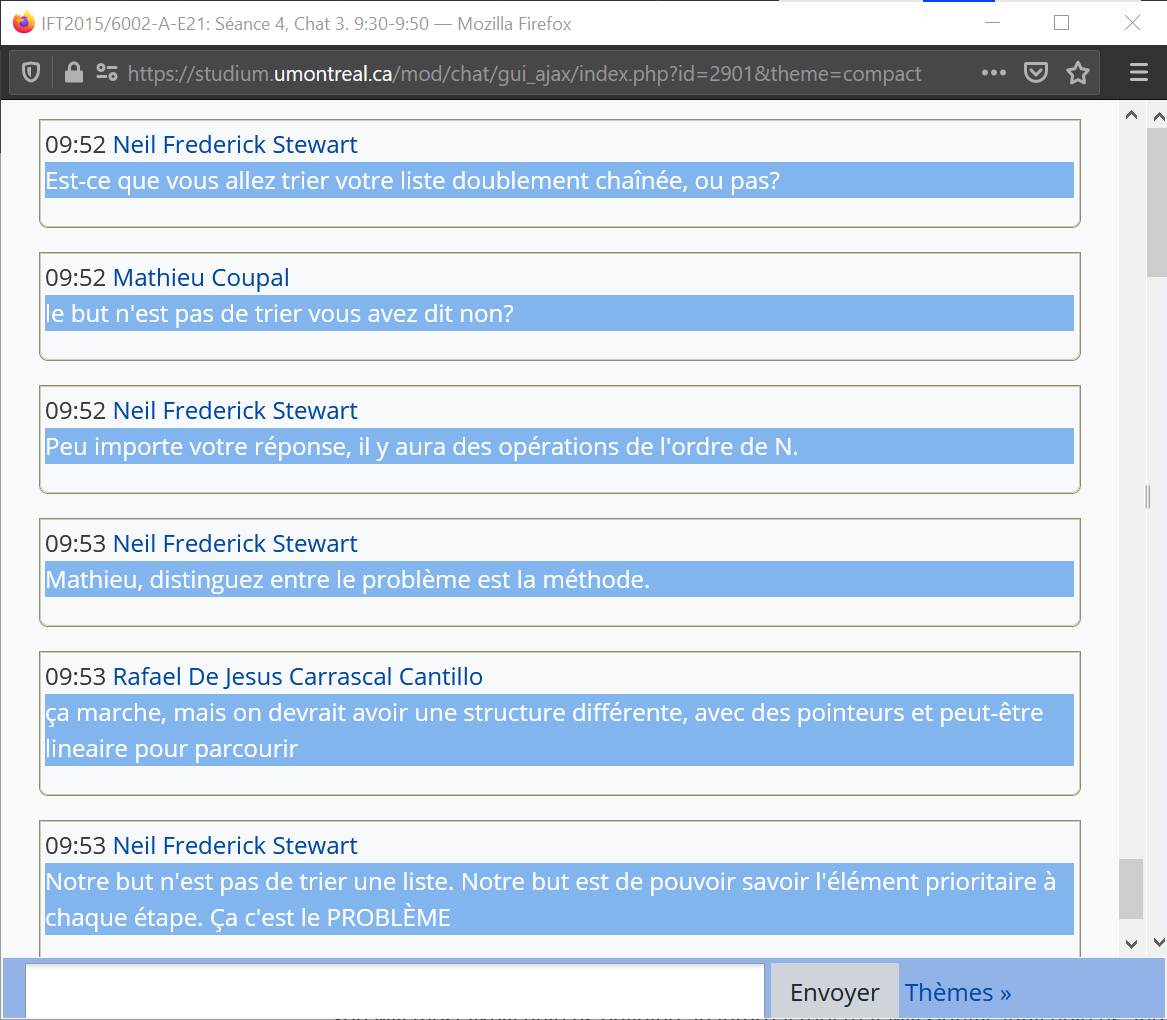 IFT2015/6002-A-E21: Séance 4, Chat 3. 9:30-9:50 — Mozilla Firefox
https://studium.umontreal.ca/mod/chat/gui_ajax/index.php?id=2901&theme=compact
09:52 Neil Frederick Stewart
Est-ce que vous allez trier votre liste doublement chaînée, ou pas?
09:52 Mathieu Coupal
le but n'est pas de trier vous avez dit non?
09:52 Neil Frederick Stewart
Peu importe votre réponse, il y aura des opérations de l'ordre de N.
09:53 Neil Frederick Stewart
Mathieu, distinguez entre le problème est la méthode.
09:53 Rafael De Jesus Carrascal Cantillo
ça marche, mais on devrait avoir une structure différente, avec des pointeurs et peut-être
lineaire pour parcourir
09:53 Neil Frederick Stewart
Notre but n'est pas de trier une liste. Notre but est de pouvoir savoir l'élément prioritaire à
chaque étape. Ça c'est le PROBLÈME
Envoyer Thèmes »